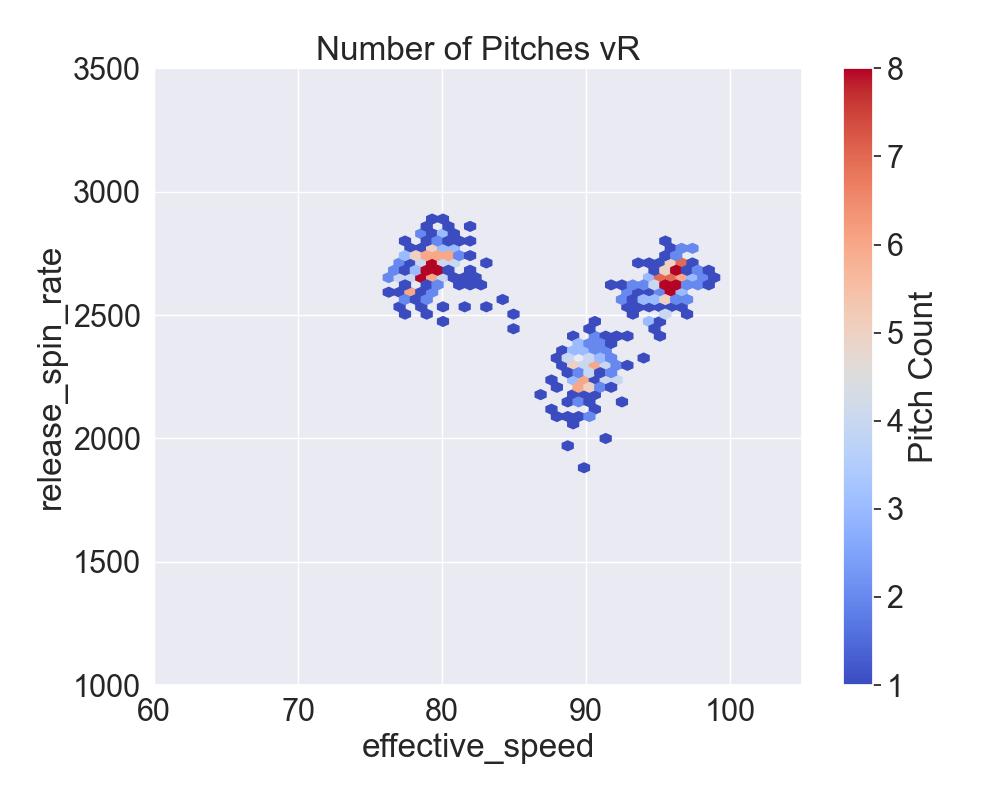 Number of Pitches vR
3500
3000
2500
2000
1500
1000
release_spin_rate
60 70 80 90 100
effective_speed
8
7
6
5
4
3
2
1
Pitch Count